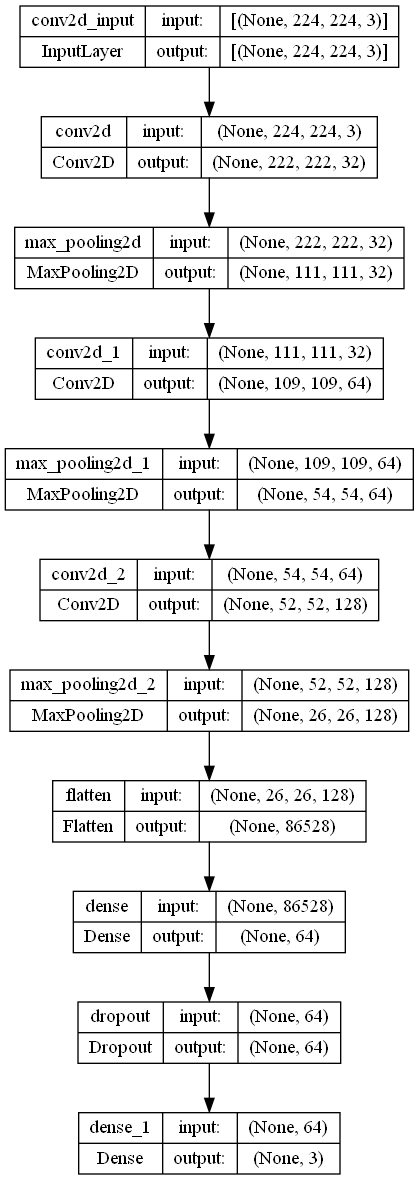 conv2d_input input: [(None, 224, 224, 3)]
InputLayer output: [(None, 224, 224, 3)]
conv2d input: (None, 224, 224, 3)
Conv2D output: (None, 222, 222, 32)
max_pooling2d input: (None, 222, 222, 32)
MaxPooling2D output: (None, 111, 111, 32)
conv2d_1 input: (None, 111, 111, 32)
Conv2D output: (None, 109, 109, 64)
max_pooling2d_1 input: (None, 109, 109, 64)
MaxPooling2D output: (None, 54, 54, 64)
conv2d_2 input: (None, 54, 54, 64)
Conv2D output: (None, 52, 52, 128)
max_pooling2d_2 input: (None, 52, 52, 128)
MaxPooling2D output: (None, 26, 26, 128)
flatten input: (None, 26, 26, 128)
Flatten output: (None, 86528)
dense input: (None, 86528)
Dense output: (None, 64)
dropout input: (None, 64)
Dropout output: (None, 64)
dense_1 input: (None, 64)
Dense output: (None, 3)